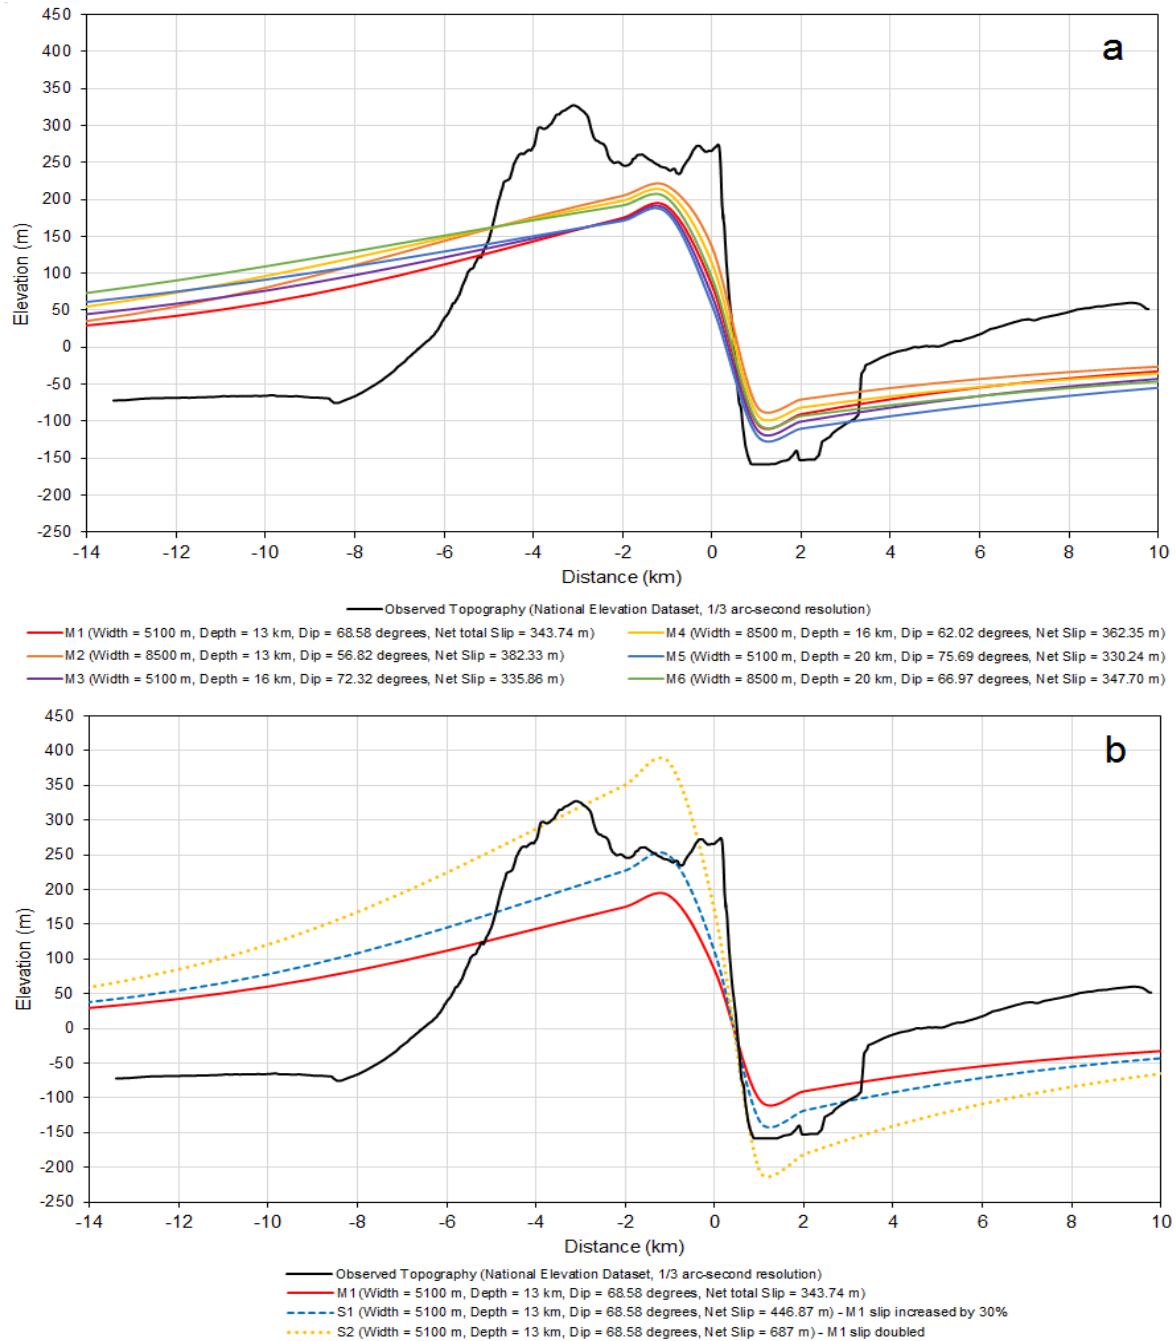 a
450
400
350
300
250
200
150
100
50
0
-50
-100
-150
-200
-250
Elevation (m)
-14 -12 -10 -8 -6 -4 -2 0 2 4 6 8 10
Distance (km)
Observed Topography (National Elevation Dataset, 1/3 arc-second resolution)
M1 (Width = 5100 m, Depth = 13 km, Dip = 68.58 degrees, Net total Slip = 343.74 m)
M4 (Width = 8500 m, Depth = 16 km, Dip = 62.02 degrees, Net Slip = 362.35 m)
M2 (Width = 8500 m, Depth = 13 km, Dip = 56.82 degrees, Net Slip = 382.33 m)
M5 (Width = 5100 m, Depth = 20 km, Dip = 75.69 degrees, Net Slip = 330.24 m)
M3 (Width = 5100 m, Depth = 16 km, Dip = 72.32 degrees, Net Slip = 335.86 m)
M6 (Width = 8500 m, Depth = 20 km, Dip = 66.97 degrees, Net Slip = 347.70 m)
b
450
400
350
300
250
200
150
100
50
0
-50
-100
-150
-200
-250
Elevation (m)
-14 -12 -10 -8 -6 -4 -2 0 2 4 6 8 10
Distance (km)
Observed Topography (National Elevation Dataset, 1/3 arc-second resolution)
M1 (Width = 5100 m, Depth = 13 km, Dip = 68.58 degrees, Net total Slip = 343.74 m)
S1 (Width = 5100 m, Depth = 13 km, Dip = 68.58 degrees, Net Slip = 446.87 m) - M1 slip increased by 30%
S2 (Width = 5100 m, Depth = 13 km, Dip = 68.58 degrees, Net Slip = 687 m) - M1 slip doubled